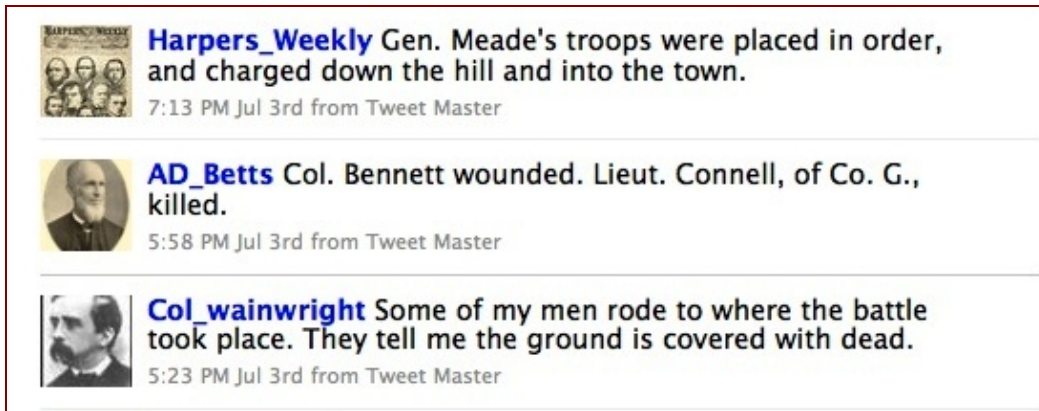 HARPER'S WEEKLY
Harpers_Weekly Gen. Meade's troops were placed in order,
and charged down the hill and into the town.
7:13 PM Jul 3rd from Tweet Master
AD_Betts Col. Bennett wounded. Lieut. Connell, of Co. G.,
killed.
5:58 PM Jul 3rd from Tweet Master
Col_wainwright Some of my men rode to where the battle
took place. They tell me the ground is covered with dead.
5:23 PM Jul 3rd from Tweet Master